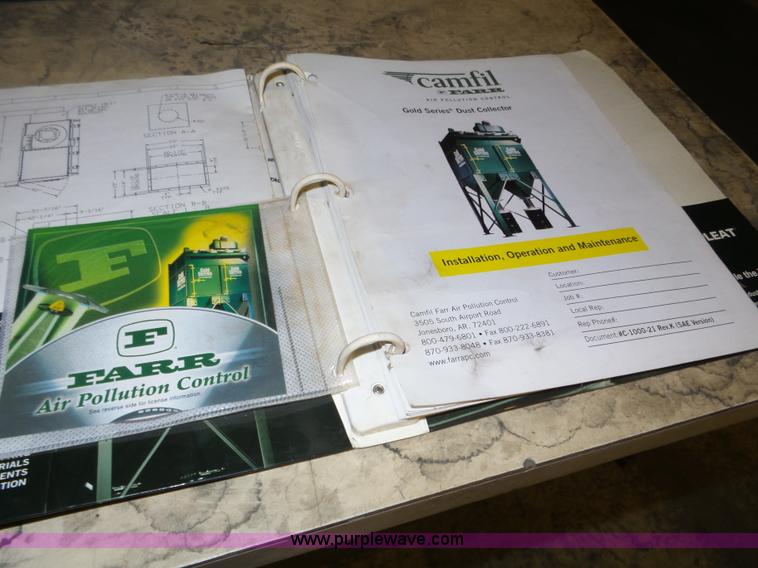 SECTION A-A
SECTION B-B
F
F
FARR
Air Pollution Control
See reverse side for license information.
RIALS
ENTS
TION
camfil
FARR
AIR POLLUTION CONTROL
Gold Series® Dust Collector
Installation, Operation and Maintenance
Camfil Farr Air Pollution Control
3505 South Airport Road
Jonesboro, AR. 72401
800-479-6801 • Fax 800-222-6891
870-933-8048 • Fax 870-933-8381
www.farrapc.com
Customer:
Location:
Job #:
Local Rep:
Rep Phone#:
Document: #C-1000-21 Rev.K (SAE Version)
LEAT™
www.purplewave.com